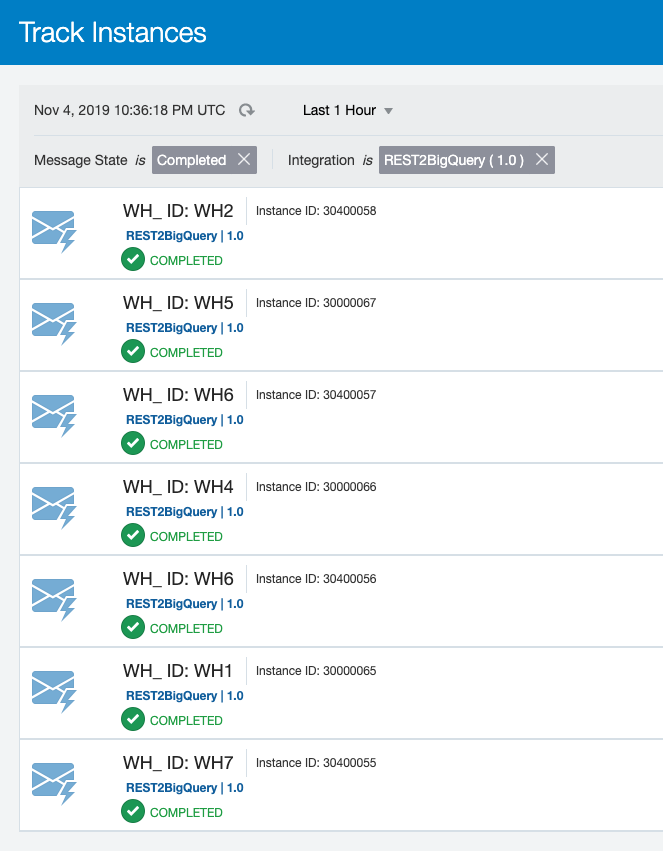 Track Instances
Nov 4, 2019 10:36:18 PM UTC Last 1 Hour
Message State is Completed Integration is REST2BigQuery ( 1.0 )
WH_ ID: WH2 Instance ID: 30400058
REST2BigQuery | 1.0
COMPLETED
WH_ ID: WH5 Instance ID: 30000067
REST2BigQuery | 1.0
COMPLETED
WH_ ID: WH6 Instance ID: 30400057
REST2BigQuery | 1.0
COMPLETED
WH_ ID: WH4 Instance ID: 30000066
REST2BigQuery | 1.0
COMPLETED
WH_ ID: WH6 Instance ID: 30400056
REST2BigQuery | 1.0
COMPLETED
WH_ ID: WH1 Instance ID: 30000065
REST2BigQuery | 1.0
COMPLETED
WH_ ID: WH7 Instance ID: 30400055
REST2BigQuery | 1.0
COMPLETED